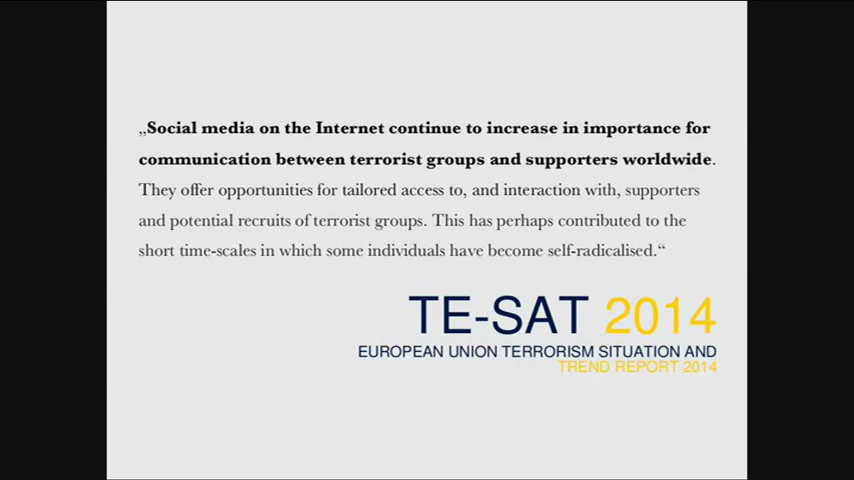 „Social media on the Internet continue to increase in importance for
communication between terrorist groups and supporters worldwide.
They offer opportunities for tailored access to, and interaction with, supporters
and potential recruits of terrorist groups. This has perhaps contributed to the
short time-scales in which some individuals have become self-radicalised.“
TE-SAT 2014
EUROPEAN UNION TERRORISM SITUATION AND
TREND REPORT 2014